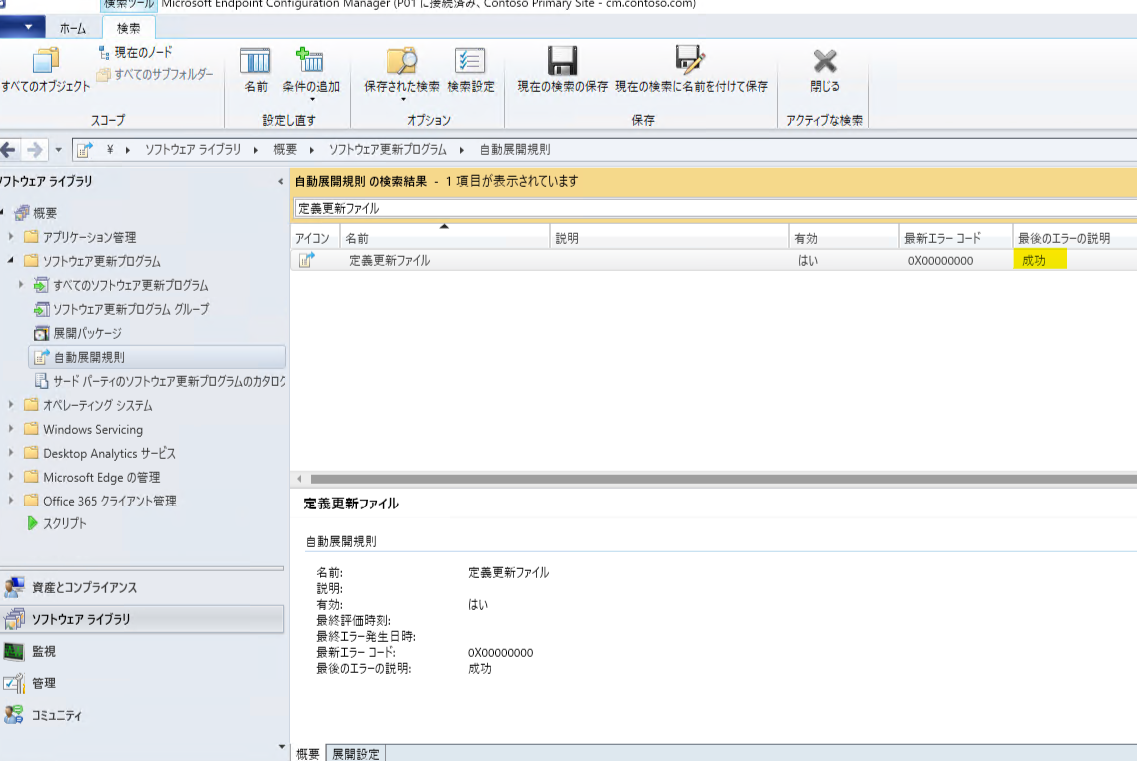 検索ツール Microsoft Endpoint Configuration Manager (P01 に接続済み、Contoso Primary Site - cm.contoso.com)
ホーム 検索
すべてのオブジェクト
現在のノード
すべてのサブフォルダー
スコープ
名前 条件の追加
設定し直す
保存された検索 検索設定
オプション
現在の検索の保存 現在の検索に名前を付けて保存
保存
閉じる
アクティブな検索
¥ ソフトウェア ライブラリ 概要 ソフトウェア更新プログラム 自動展開規則
ソフトウェア ライブラリ
概要
アプリケーション管理
ソフトウェア更新プログラム
すべてのソフトウェア更新プログラム
ソフトウェア更新プログラム グループ
展開パッケージ
自動展開規則
サード パーティのソフトウェア更新プログラムのカタログ
オペレーティング システム
Windows Servicing
Desktop Analytics サービス
Microsoft Edge の管理
Office 365 クライアント管理
スクリプト
資産とコンプライアンス
ソフトウェア ライブラリ
監視
管理
コミュニティ
自動展開規則 の検索結果 - 1 項目が表示されています
定義更新ファイル
アイコン 名前 説明 有効 最新エラー コード 最後のエラーの説明
定義更新ファイル はい 0X00000000 成功
定義更新ファイル
自動展開規則
名前: 定義更新ファイル
説明:
有効: はい
最終評価時刻:
最終エラー発生日時:
最新エラー コード: 0X00000000
最後のエラーの説明: 成功
概要 展開設定